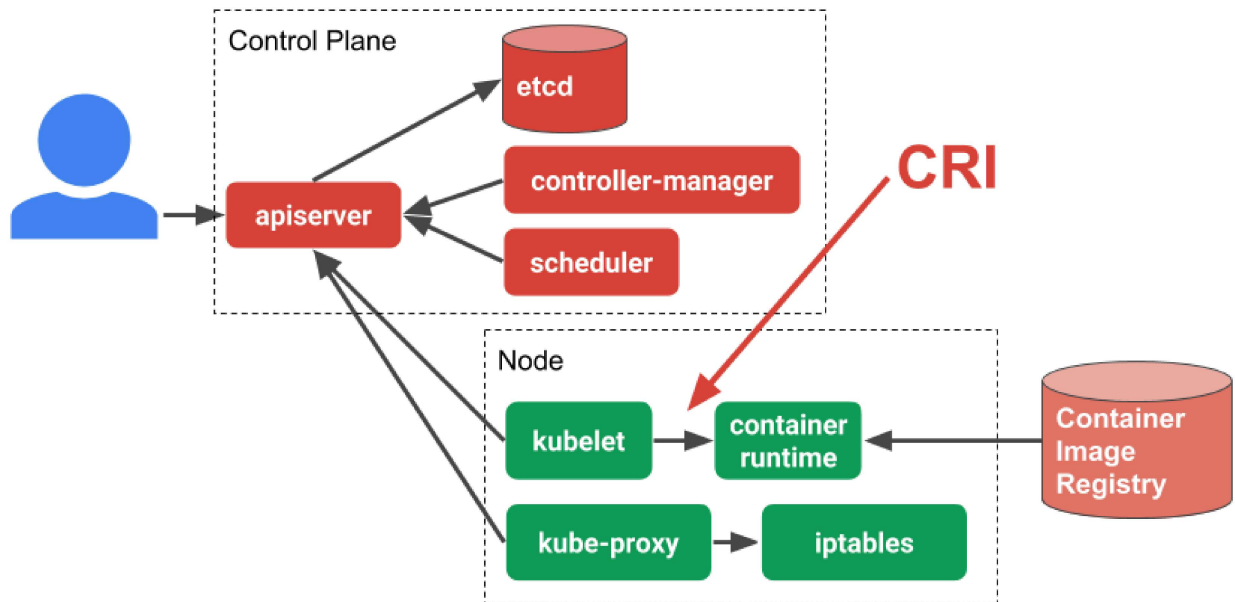 Control Plane
etcd
controller-manager
CRI
apiserver
scheduler
Node
kubelet
container
runtime
Container
Image
Registry
kube-proxy
iptables